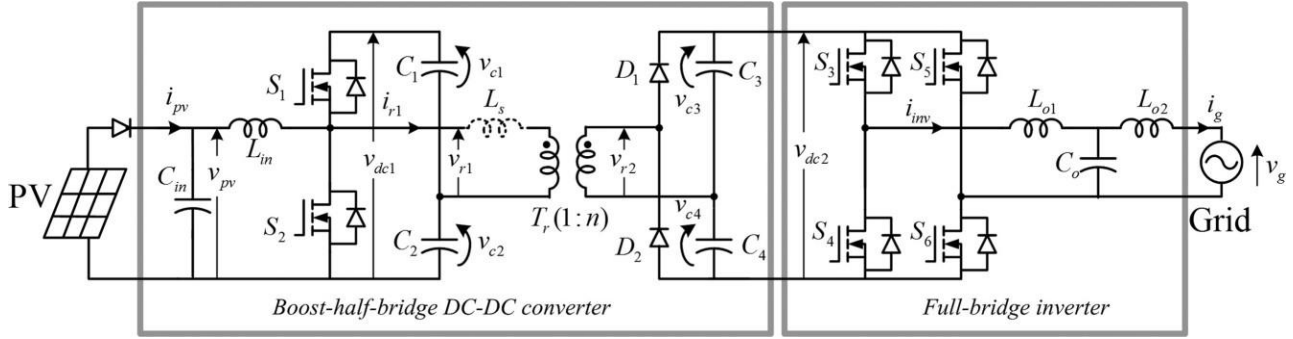 PV
i_pv
C_in
v_pv
L_in
S_1
S_2
v_dc1
i_r1
C_1
C_2
v_c1
v_c2
L_s
v_r1
T_r(1:n)
v_r2
D_1
D_2
v_c3
v_c4
C_3
C_4
v_dc2
S_3
S_5
S_4
S_6
i_inv
L_o1
L_o2
C_o
i_g
v_g
Grid
Boost-half-bridge DC-DC converter
Full-bridge inverter